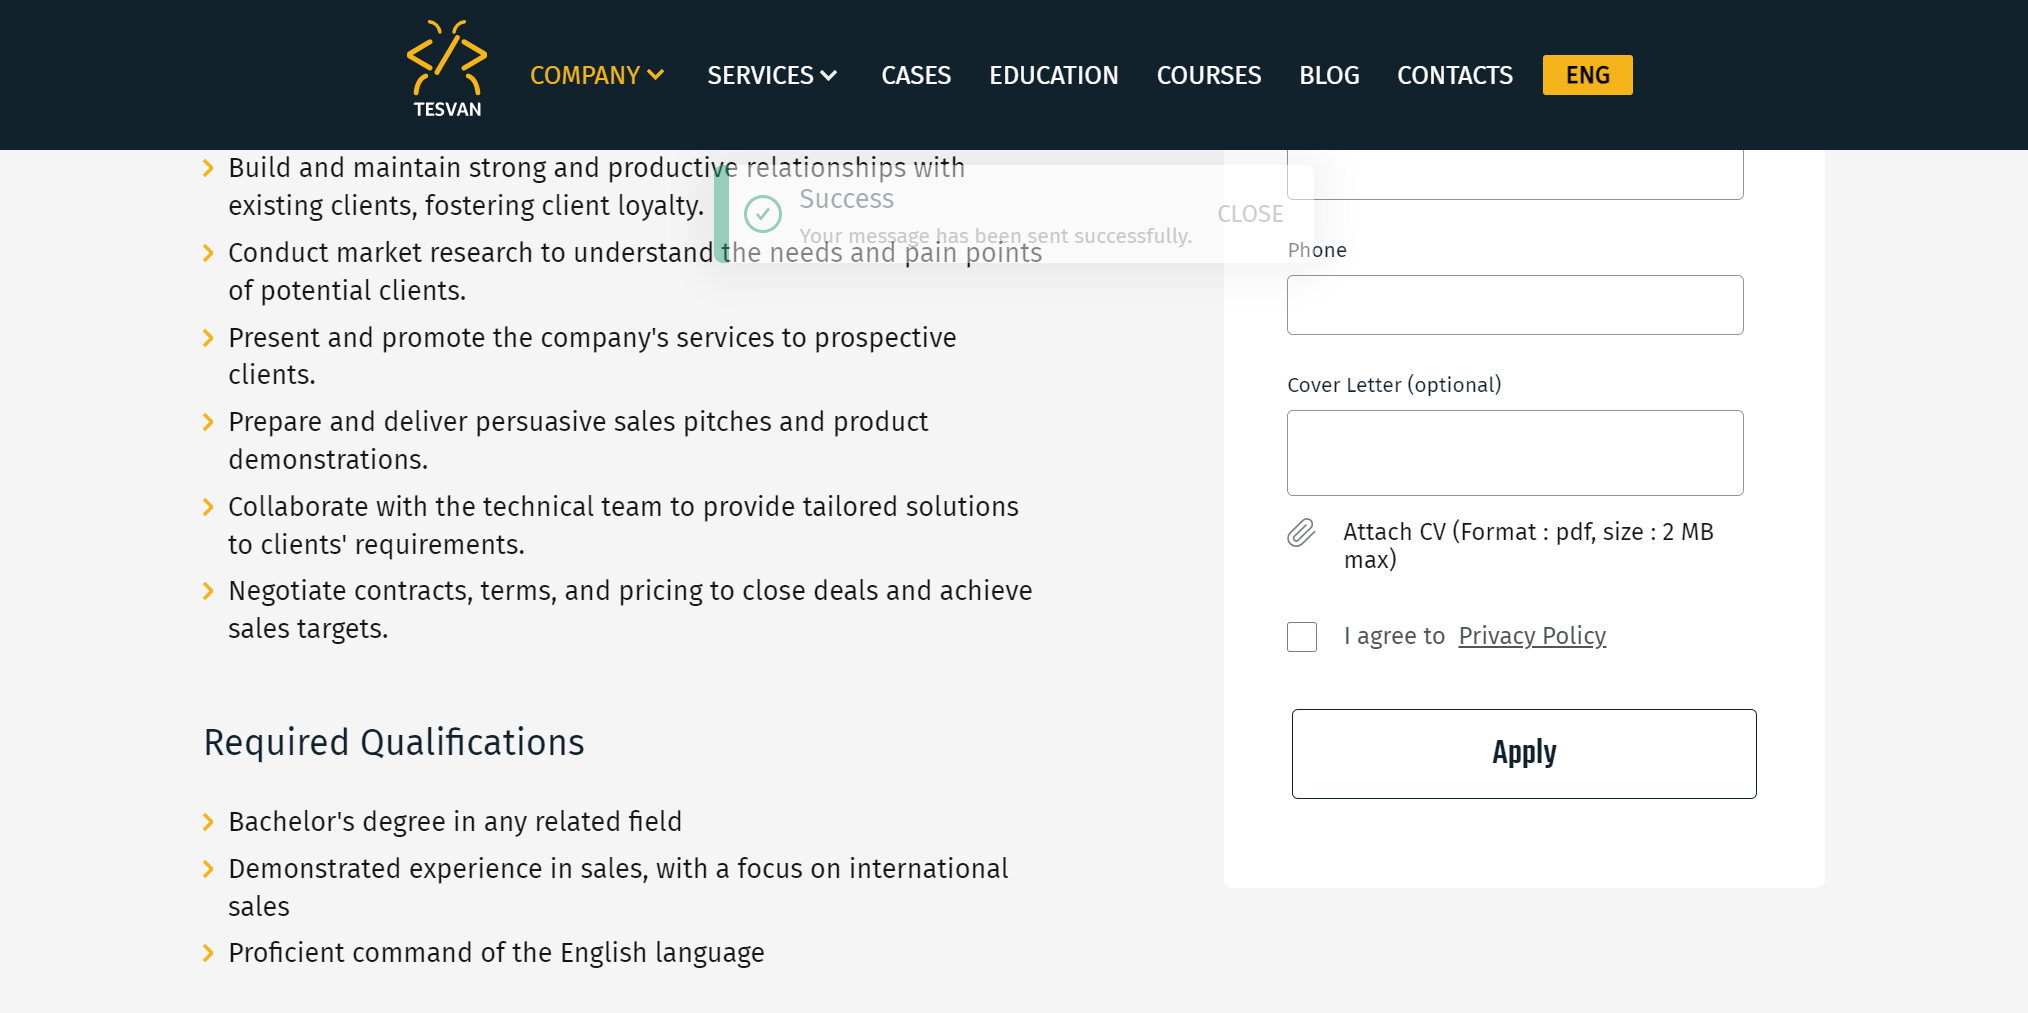 TESVAN
COMPANY
SERVICES
CASES
EDUCATION
COURSES
BLOG
CONTACTS
ENG
Build and maintain strong and productive relationships with
existing clients, fostering client loyalty.
Conduct market research to understand the needs and pain points
of potential clients.
Present and promote the company's services to prospective
clients.
Prepare and deliver persuasive sales pitches and product
demonstrations.
Collaborate with the technical team to provide tailored solutions
to clients' requirements.
Negotiate contracts, terms, and pricing to close deals and achieve
sales targets.
Required Qualifications
Bachelor's degree in any related field
Demonstrated experience in sales, with a focus on international
sales
Proficient command of the English language
Success
Your message has been sent successfully.
CLOSE
Phone
Cover Letter (optional)
Attach CV (Format : pdf, size : 2 MB
max)
I agree to Privacy Policy
Apply